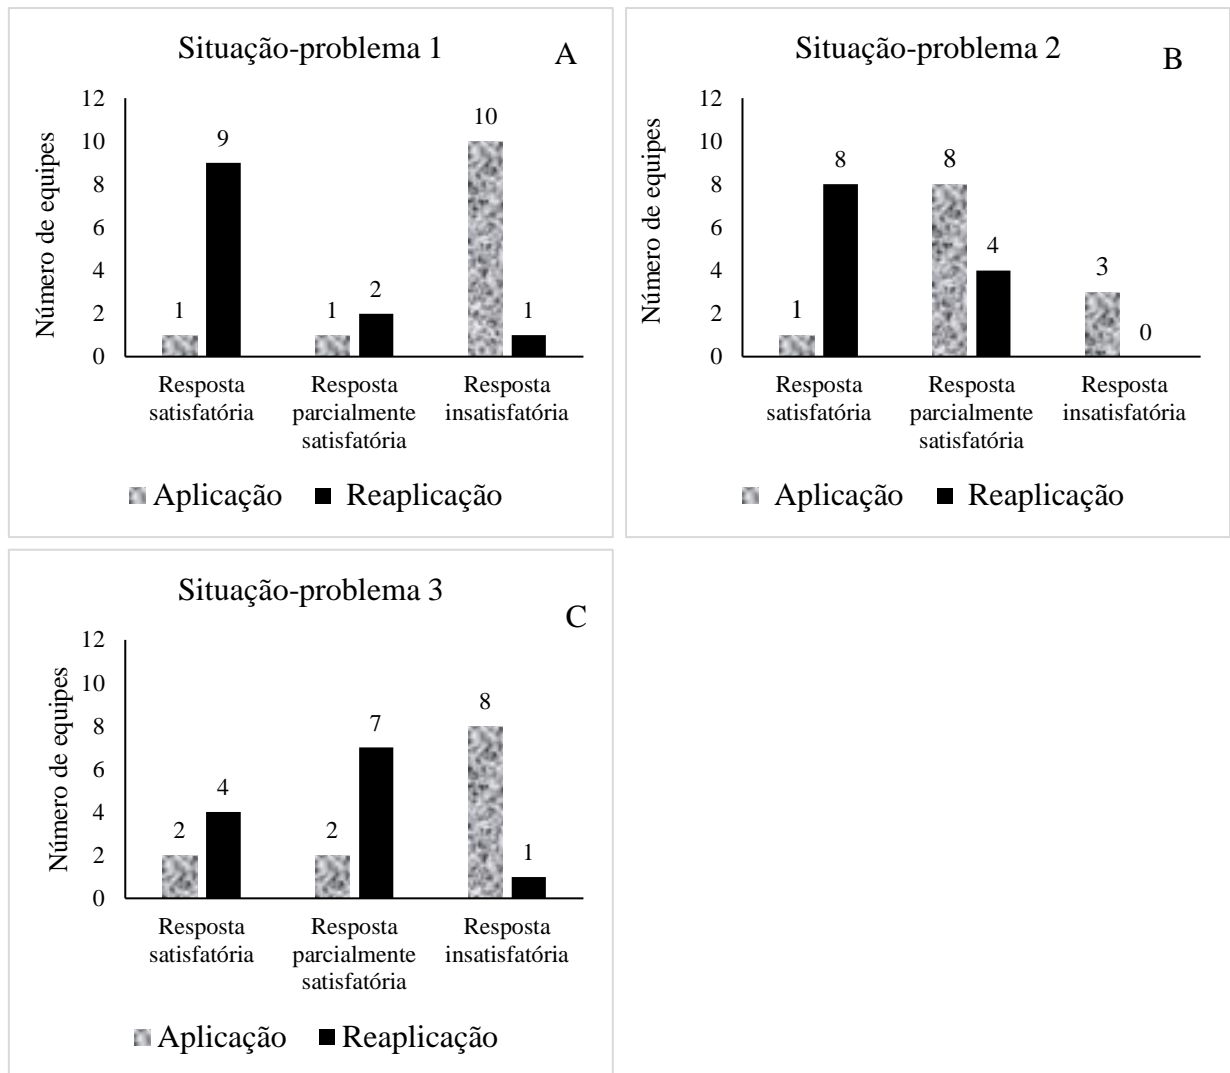 Situação-problema 1
A
Número de equipes
12
10
8
6
4
2
0
1
9
1
2
10
1
Resposta
satisfatória
Resposta
parcialmente
satisfatória
Resposta
insatisfatória
Aplicação
Reaplicação
Situação-problema 2
B
Número de equipes
12
10
8
6
4
2
0
1
8
8
4
3
0
Resposta
satisfatória
Resposta
parcialmente
satisfatória
Resposta
insatisfatória
Aplicação
Reaplicação
Situação-problema 3
C
Número de equipes
12
10
8
6
4
2
0
2
4
2
7
8
1
Resposta
satisfatória
Resposta
parcialmente
satisfatória
Resposta
insatisfatória
Aplicação
Reaplicação